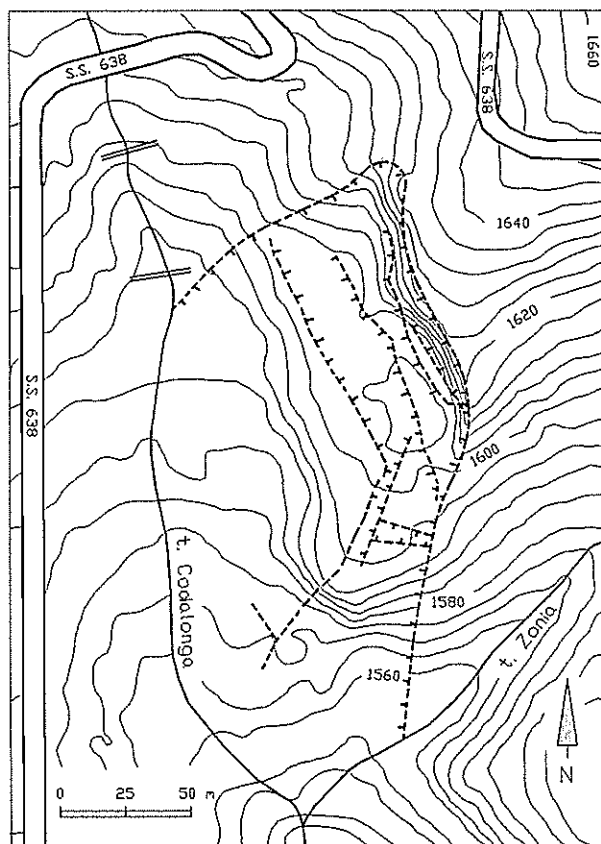 S.S. 638
S.S. 638
1660
1640
1620
S.S. 638
1600
t. Codalonga
1580
t. Zonia
1560
0 25 50 m
N